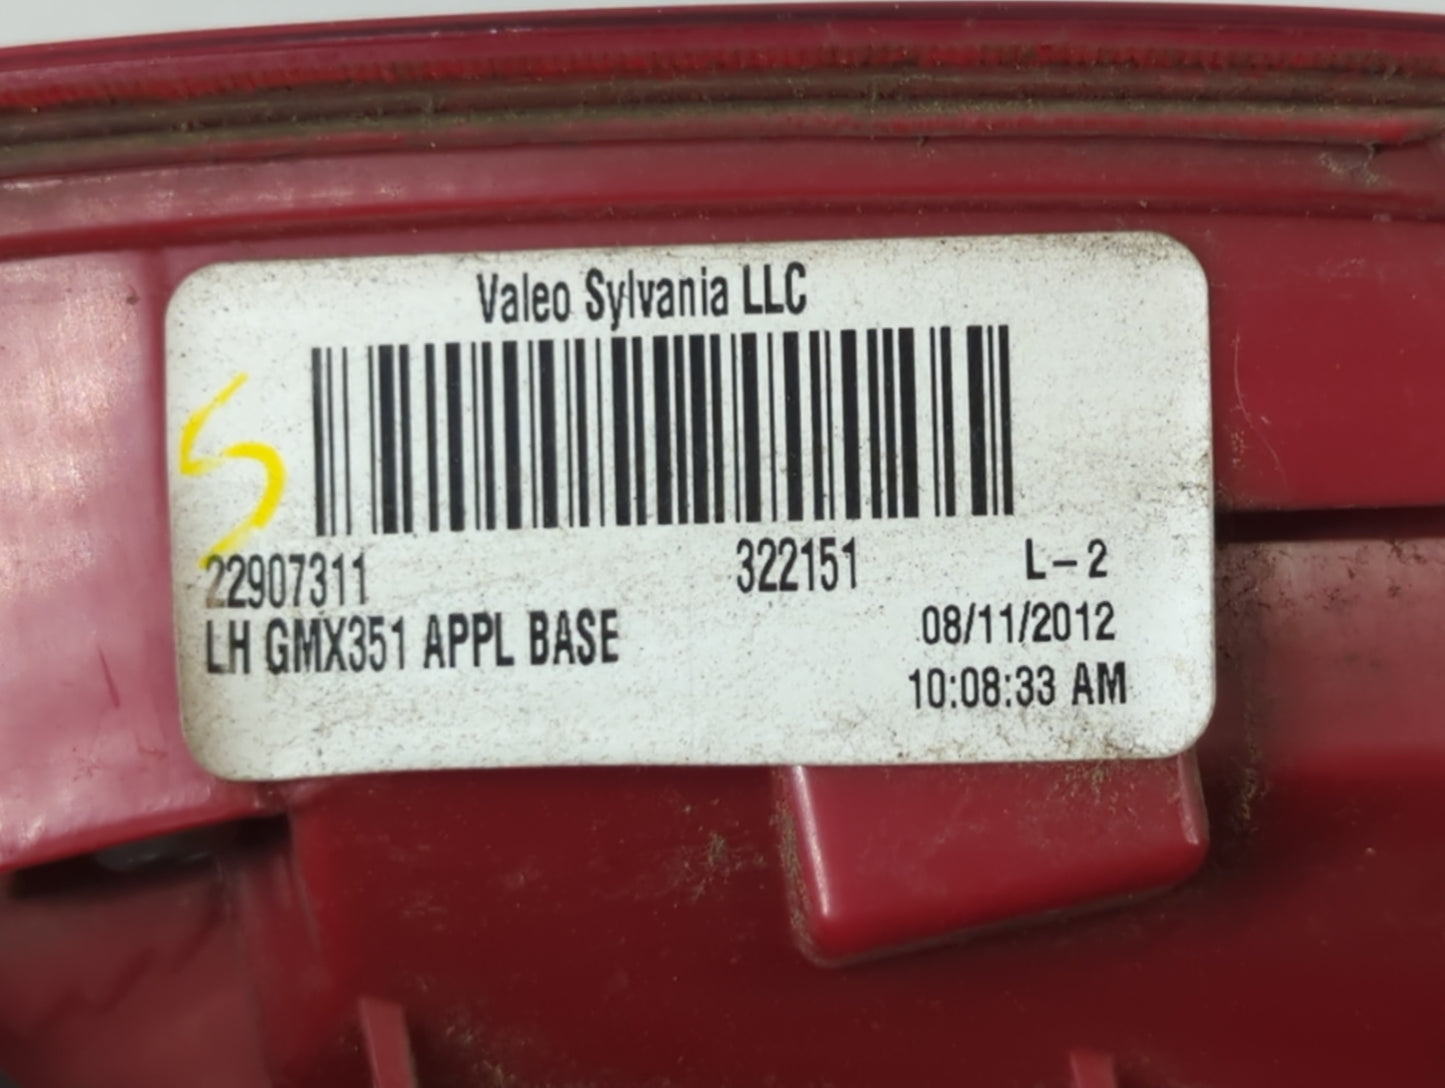 Valeo Sylvania LLC
5
22907311 322151 L-2
LH GMX351 APPL BASE 08/11/2012
10:08:33 AM